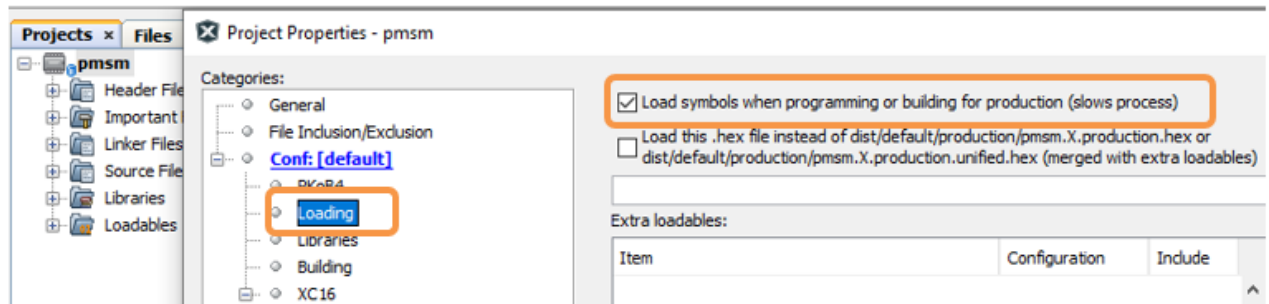 Projects × Files
pmsm
Header File
Important
Linker Files
Source File
Libraries
Loadables
Project Properties - pmsm
Categories:
General
File Inclusion/Exclusion
Conf: [default]
PKoB4
Loading
Libraries
Building
XC16
Load symbols when programming or building for production (slows process)
Load this .hex file instead of dist/default/production/pmsm.X.production.hex or
dist/default/production/pmsm.X.production.unified.hex (merged with extra loadables)
Extra loadables:
Item Configuration Include